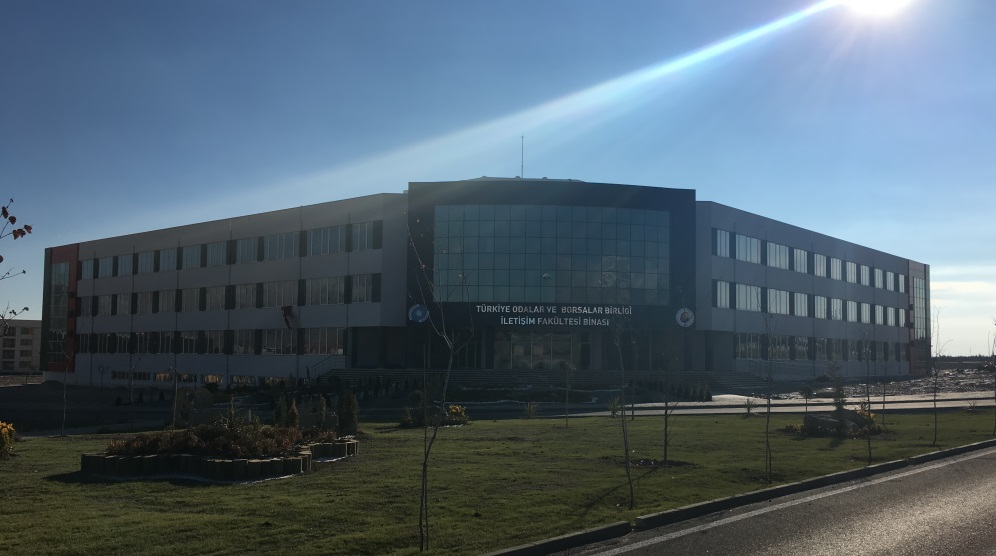 TÜRKİYE ODALAR VE BORSALAR BİRLİĞİ
İLETİŞİM FAKÜLTESİ BİNASI